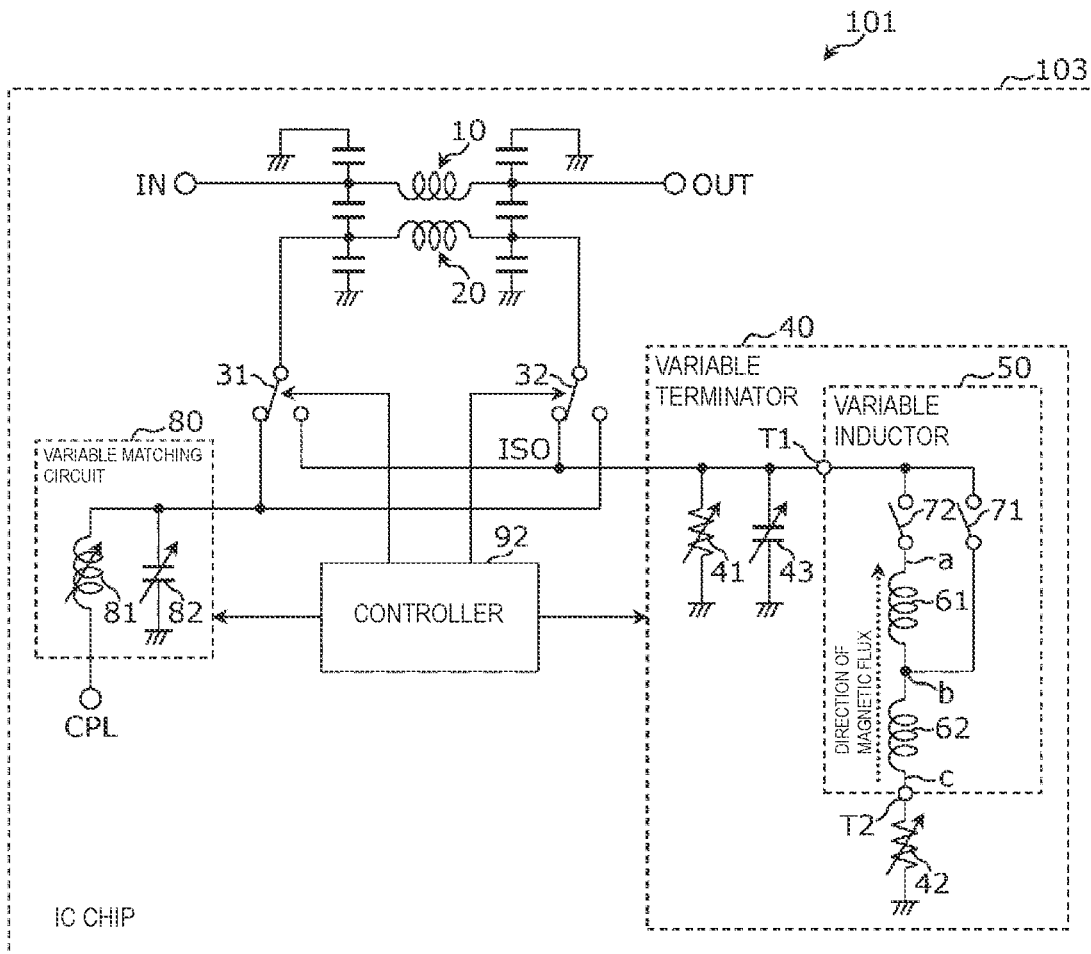 101
103
10
IN
OUT
20
40
31
32
VARIABLE
TERMINATOR
50
VARIABLE
INDUCTOR
80
VARIABLE MATCHING
CIRCUIT
ISO
T1
72
71
92
a
81
82
CONTROLLER
41
43
61
DIRECTION OF
MAGNETIC FLUX
b
62
CPL
c
T2
42
IC CHIP